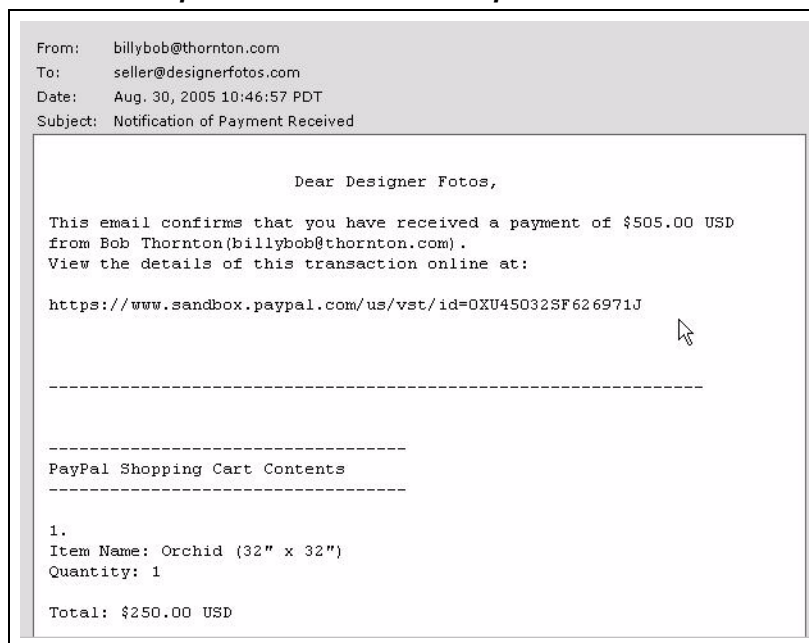 From: billybob@thornton.com
To: seller@designerfotos.com
Date: Aug. 30, 2005 10:46:57 PDT
Subject: Notification of Payment Received
Dear Designer Fotos,
This email confirms that you have received a payment of $505.00 USD
from Bob Thornton(billybob@thornton.com).
View the details of this transaction online at:
https://www.sandbox.paypal.com/us/vst/id=0XU45032SF626971J
----------------------------------------------------------------
-----------------------------------
PayPal Shopping Cart Contents
-----------------------------------
1.
Item Name: Orchid (32" x 32")
Quantity: 1
Total: $250.00 USD